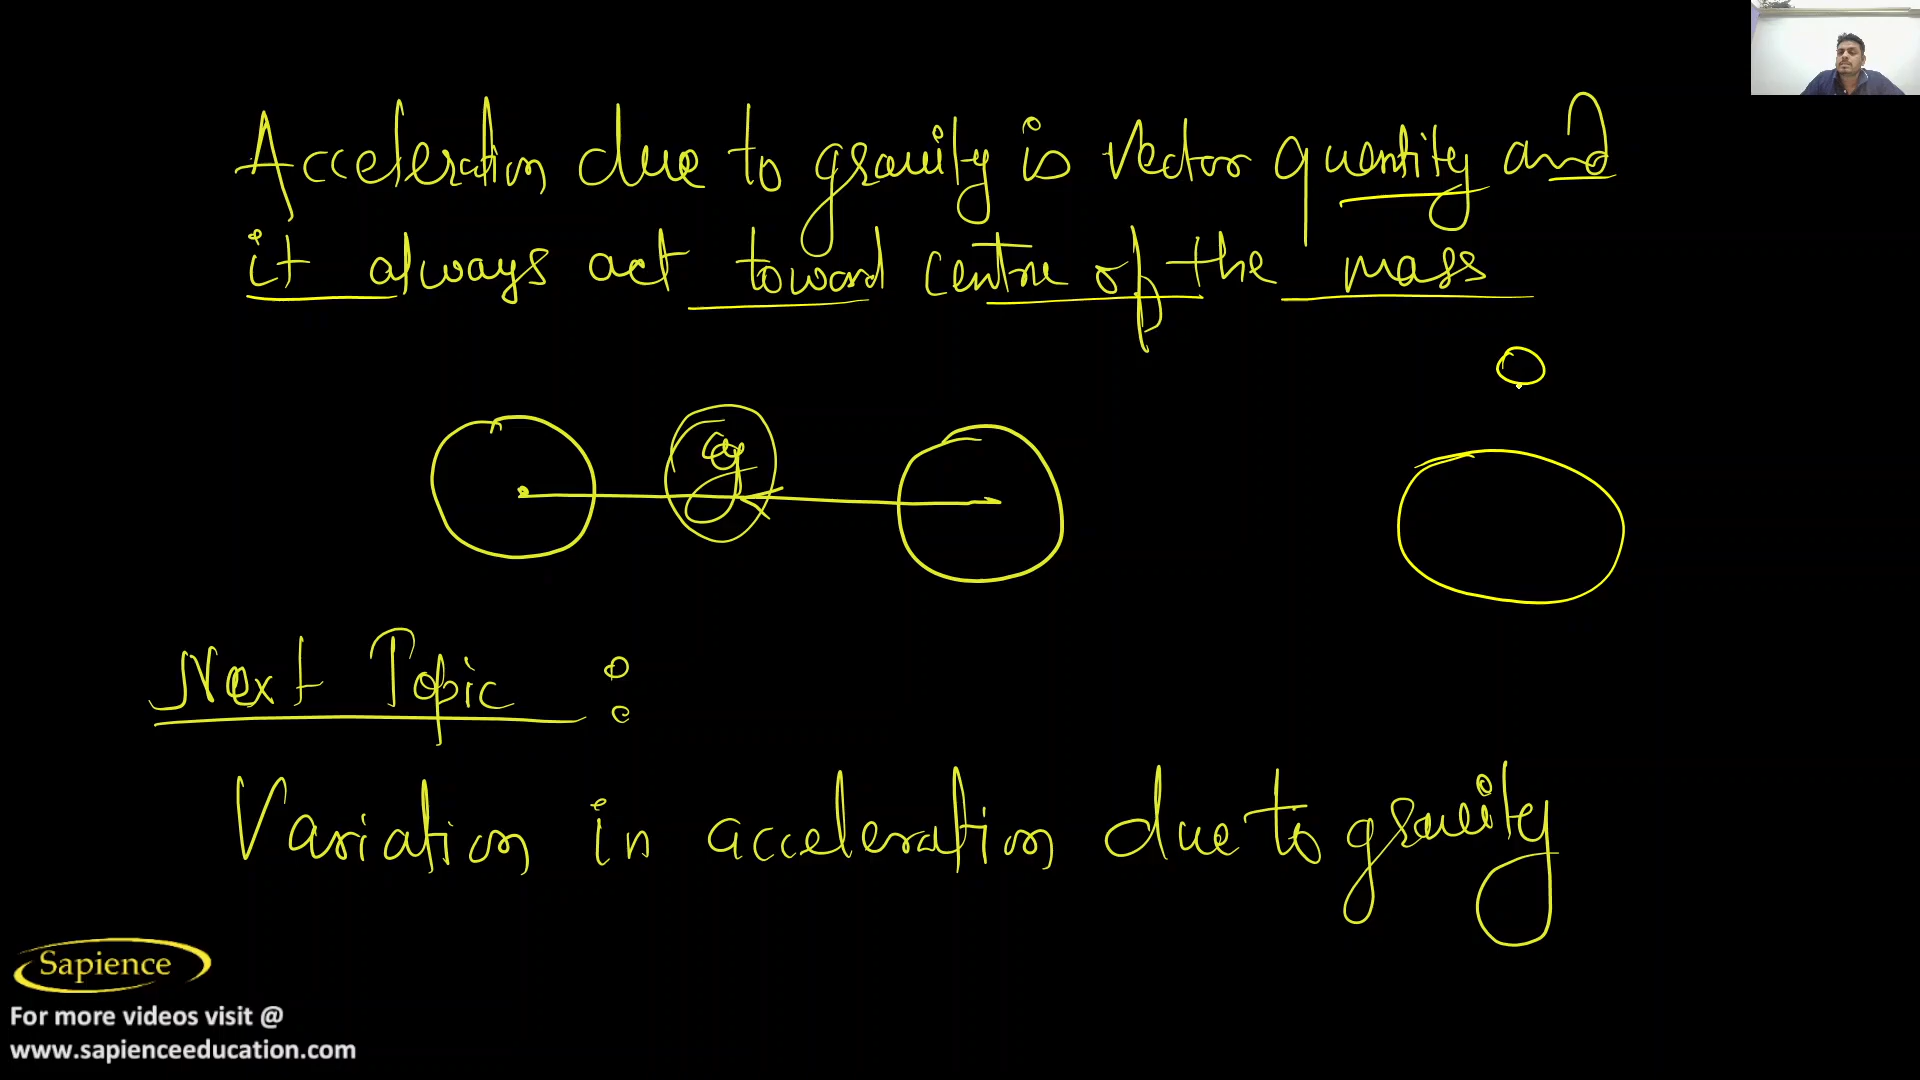 Acceleration due to gravity is vector quantity and
it always act toward centre of the mass
g
Next Topic :
Variation in acceleration due to gravity
Sapience
For more videos visit @
www.sapienceeducation.com